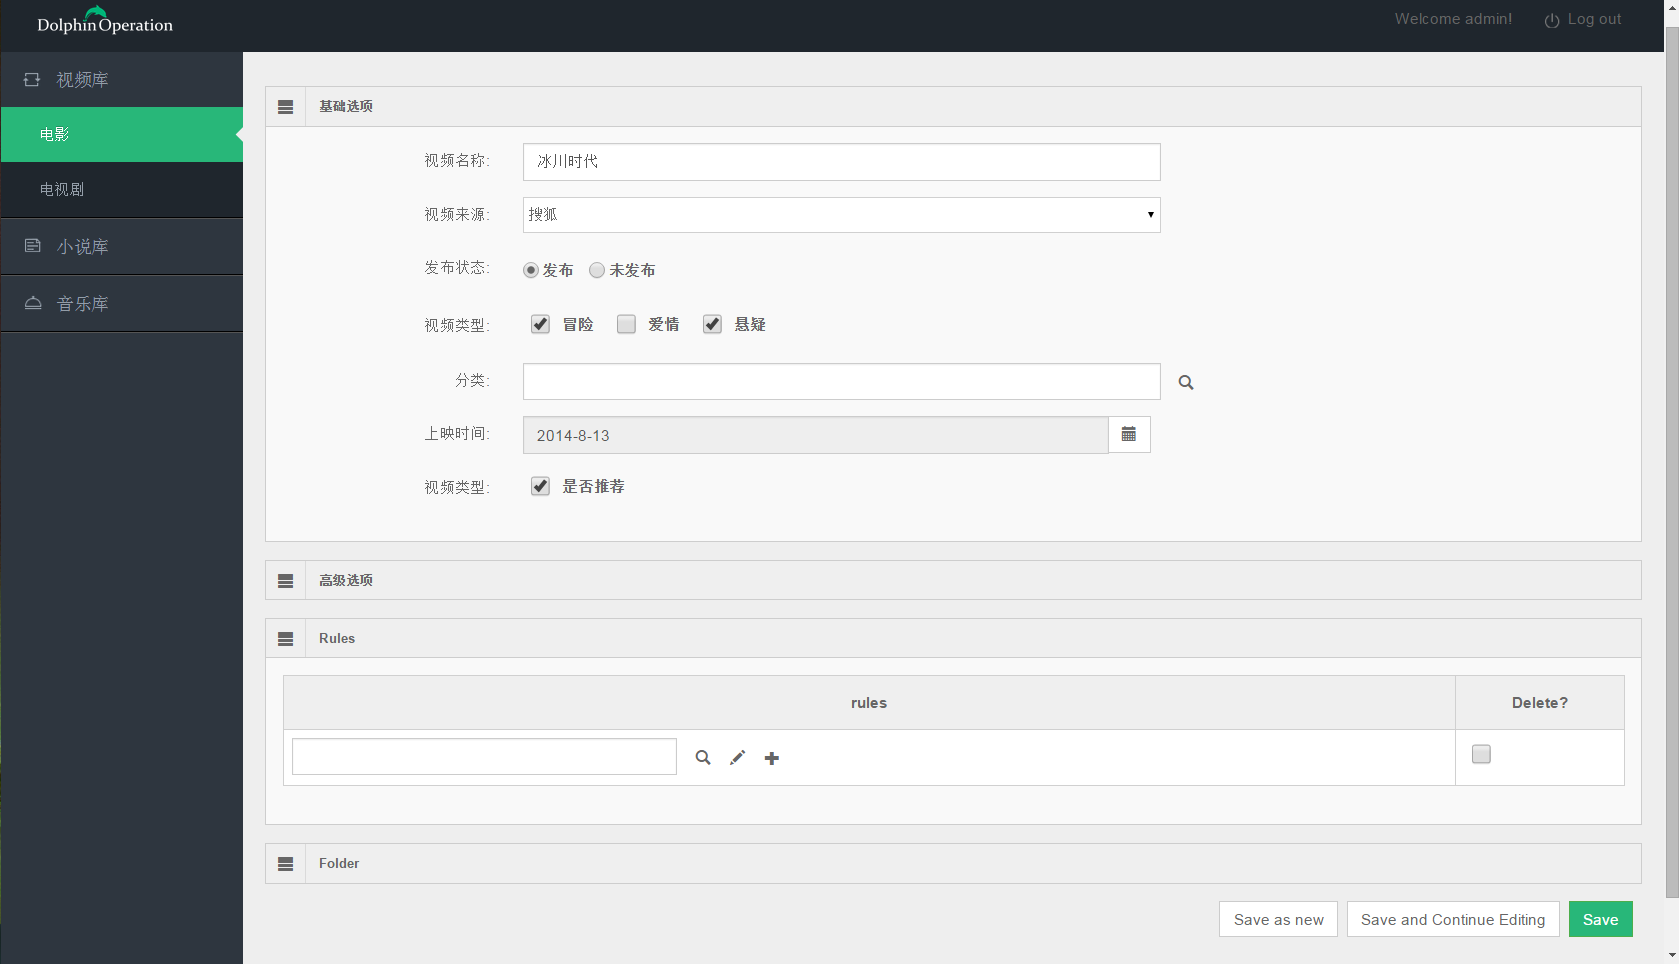 Dolphin Operation
Welcome admin! Log out
视频库
电影
电视剧
小说库
音乐库
基础选项
视频名称: 冰川时代
视频来源: 搜狐
发布状态: 发布 未发布
视频类型: 冒险 爱情 悬疑
分类:
上映时间: 2014-8-13
视频类型: 是否推荐
高级选项
Rules
rules Delete?
Folder
Save as new Save and Continue Editing Save